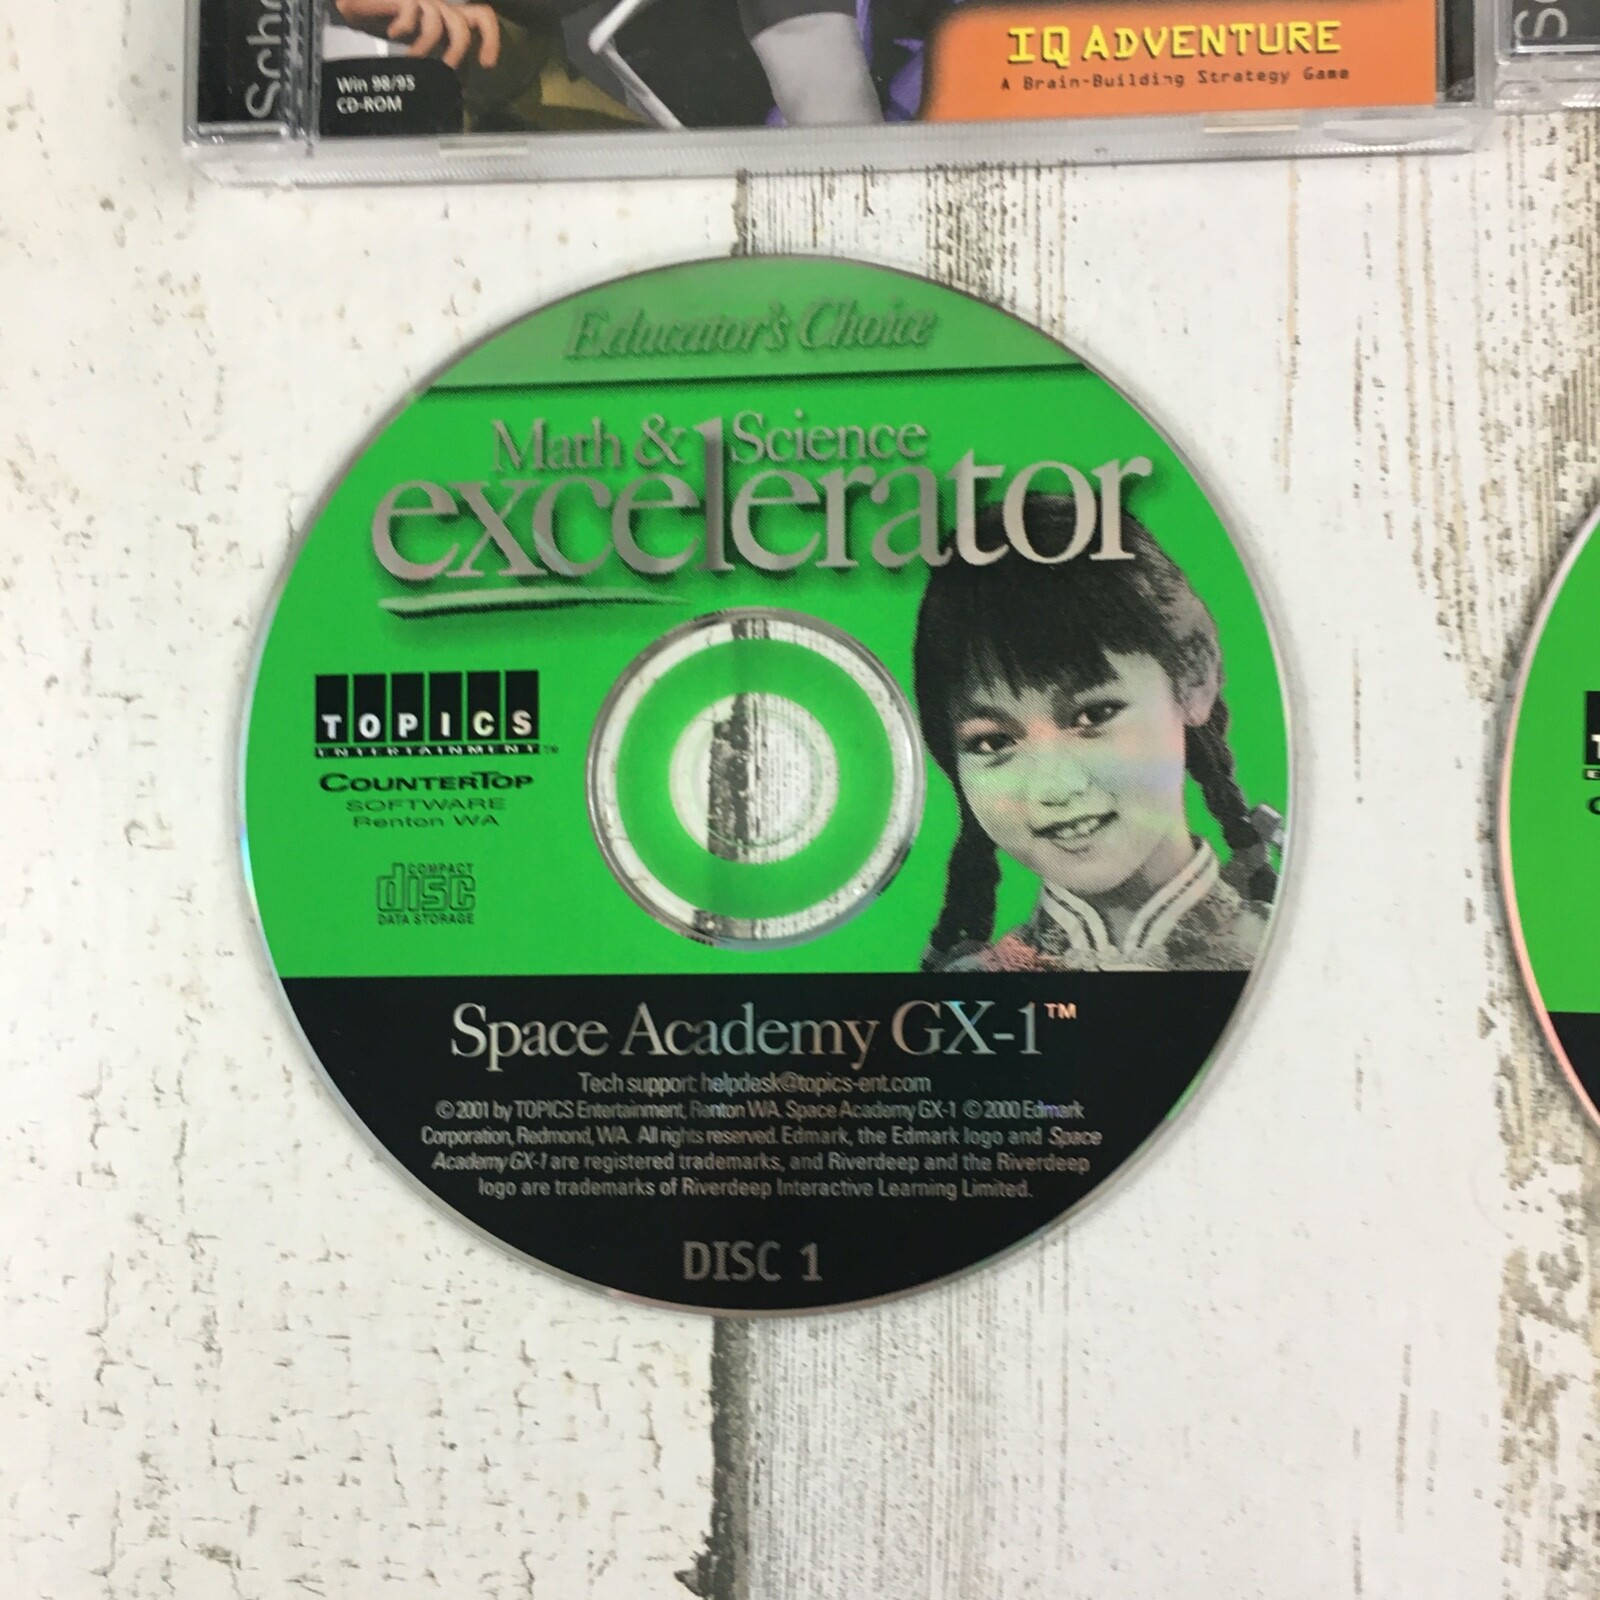 Win 98/95
CD-ROM
IQ ADVENTURE
A Brain-Building Strategy Game
Educator's Choice
Math & Science
excelerator
TOPICS
ENTERTAINMENT™
COUNTERTOP
SOFTWARE
Renton WA
COMPACT
disc
DATA STORAGE
Space Academy GX-1™
Tech support: helpdesk@topics-ent.com
© 2001 by TOPICS Entertainment, Renton WA. Space Academy GX-1 © 2000 Edmark
Corporation, Redmond, WA. All rights reserved. Edmark, the Edmark logo and Space
Academy GX-1 are registered trademarks, and Riverdeep and the Riverdeep
logo are trademarks of Riverdeep Interactive Learning Limited.
DISC 1